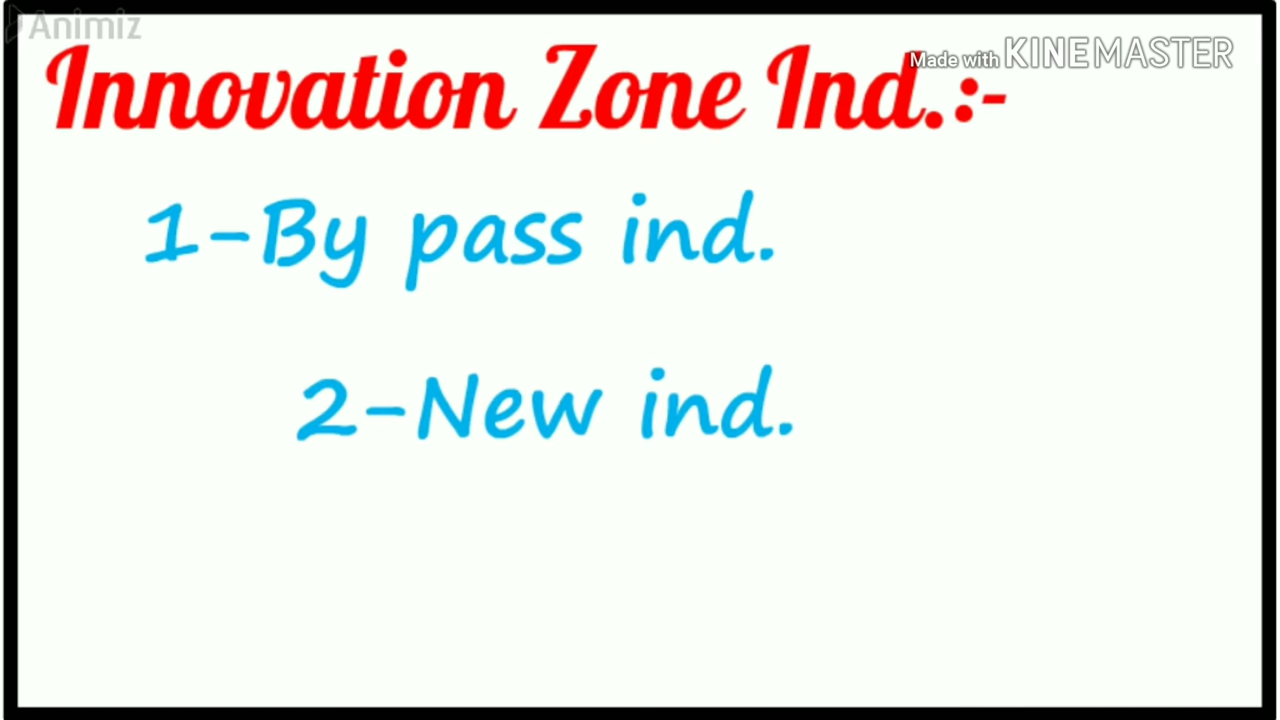 Animiz
Made with KINEMASTER
Innovation Zone Ind.:-
1-By pass ind.
2-New ind.